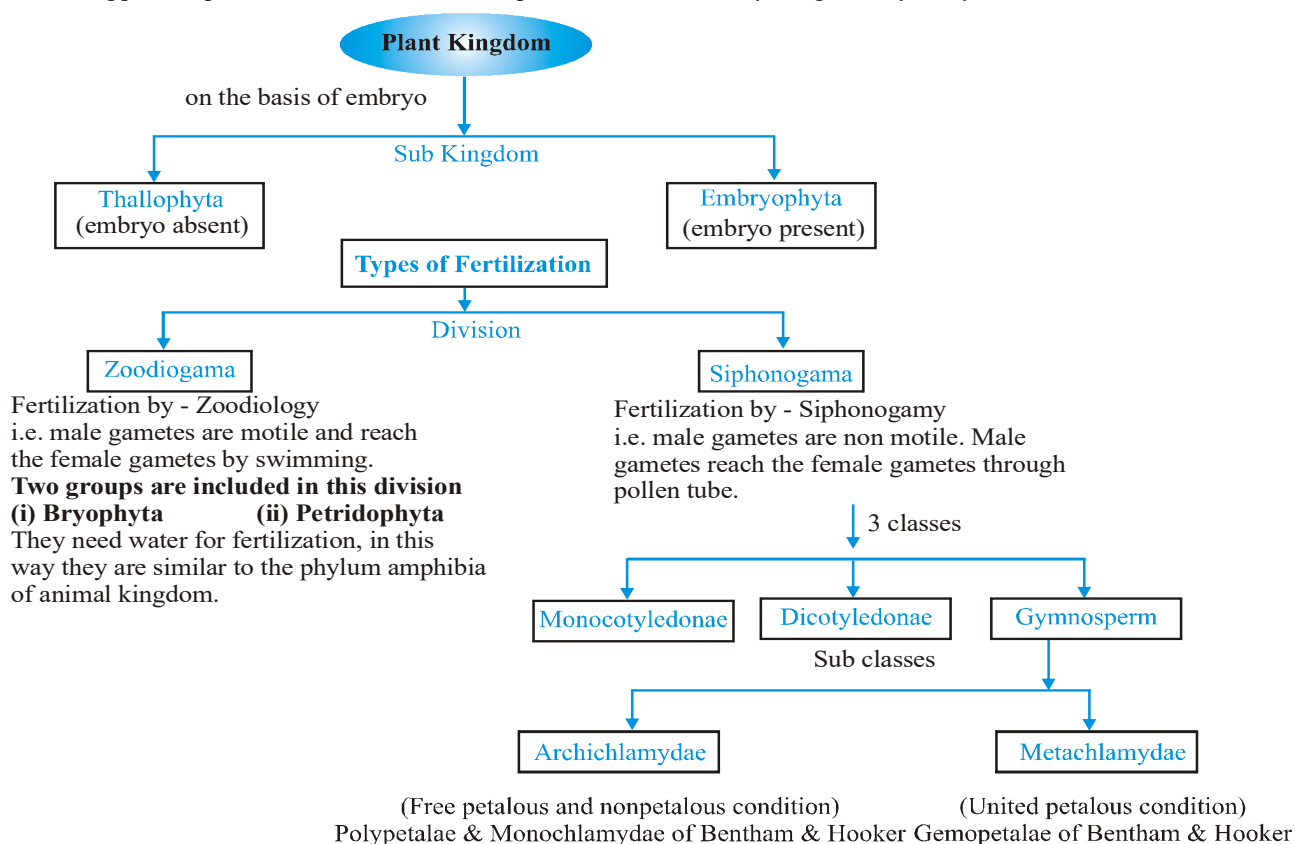 Plant Kingdom
on the basis of embryo
Sub Kingdom
Thallophyta
(embryo absent)
Embryophyta
(embryo present)
Types of Fertilization
Division
Zoodiogama
Siphonogama
Fertilization by - Zoodiology
i.e. male gametes are motile and reach
the female gametes by swimming.
Two groups are included in this division
(i) Bryophyta (ii) Petridophyta
They need water for fertilization, in this
way they are similar to the phylum amphibia
of animal kingdom.
Fertilization by - Siphonogamy
i.e. male gametes are non motile. Male
gametes reach the female gametes through
pollen tube.
3 classes
Monocotyledonae
Dicotyledonae
Gymnosperm
Sub classes
Archichlamydae
Metachlamydae
(Free petalous and nonpetalous condition)
Polypetalae & Monochlamydae of Bentham & Hooker
(United petalous condition)
Gemopetalae of Bentham & Hooker